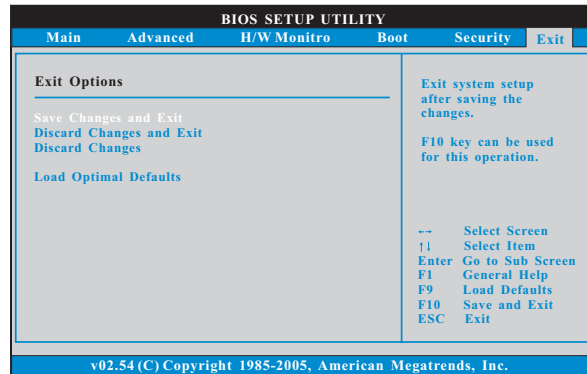 BIOS SETUP UTILITY
Main Advanced H/W Monitro Boot Security Exit
Exit Options
Save Changes and Exit
Discard Changes and Exit
Discard Changes
Load Optimal Defaults
Exit system setup
after saving the
changes.
F10 key can be used
for this operation.
←→ Select Screen
↑↓ Select Item
Enter Go to Sub Screen
F1 General Help
F9 Load Defaults
F10 Save and Exit
ESC Exit
v02.54 (C) Copyright 1985-2005, American Megatrends, Inc.